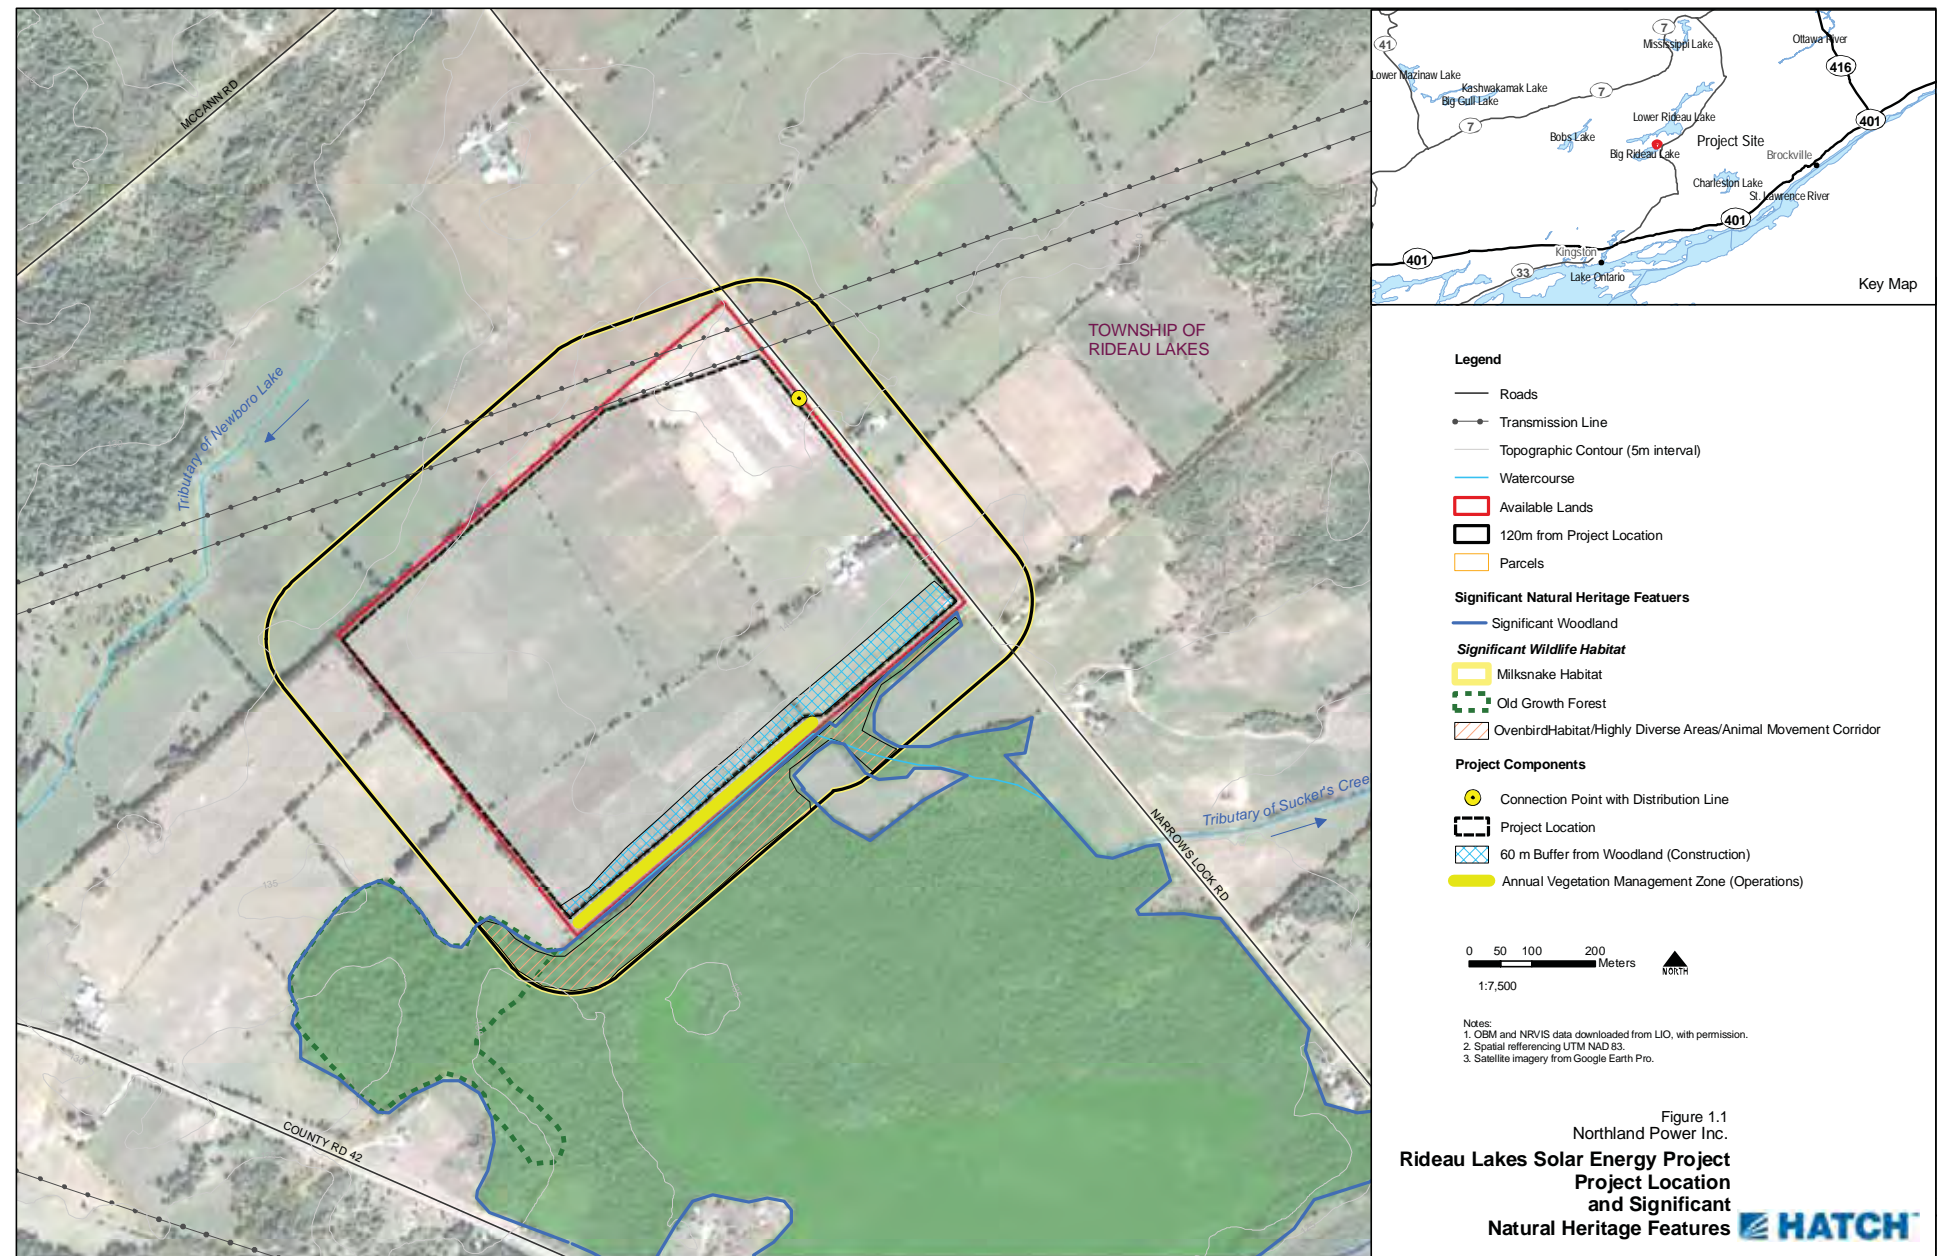 MCCANN RD
Tributary of Newboro Lake
TOWNSHIP OF
RIDEAU LAKES
Tributary of Sucker's Cree
NARROWS LOCK RD
COUNTY RD 42
135
130
41
7
Mississippi Lake
Ottawa River
416
Lower Mazinaw Lake
Kashwakamak Lake
Big Gull Lake
7
7
Lower Rideau Lake
401
Bobs Lake
Project Site
Big Rideau Lake
Brockville
Charleston Lake
St. Lawrence River
401
Kingston
401
33
Lake Ontario
Key Map
Legend
Roads
Transmission Line
Topographic Contour (5m interval)
Watercourse
Available Lands
120m from Project Location
Parcels
Significant Natural Heritage Featuers
Significant Woodland
Significant Wildlife Habitat
Milksnake Habitat
Old Growth Forest
OvenbirdHabitat/Highly Diverse Areas/Animal Movement Corridor
Project Components
Connection Point with Distribution Line
Project Location
60 m Buffer from Woodland (Construction)
Annual Vegetation Management Zone (Operations)
0 50 100 200
Meters
NORTH
1:7,500
Notes:
1. OBM and NRVIS data downloaded from LIO, with permission.
2. Spatial refferencing UTM NAD 83.
3. Satellite imagery from Google Earth Pro.
Figure 1.1
Northland Power Inc.
Rideau Lakes Solar Energy Project
Project Location
and Significant
Natural Heritage Features
HATCH™